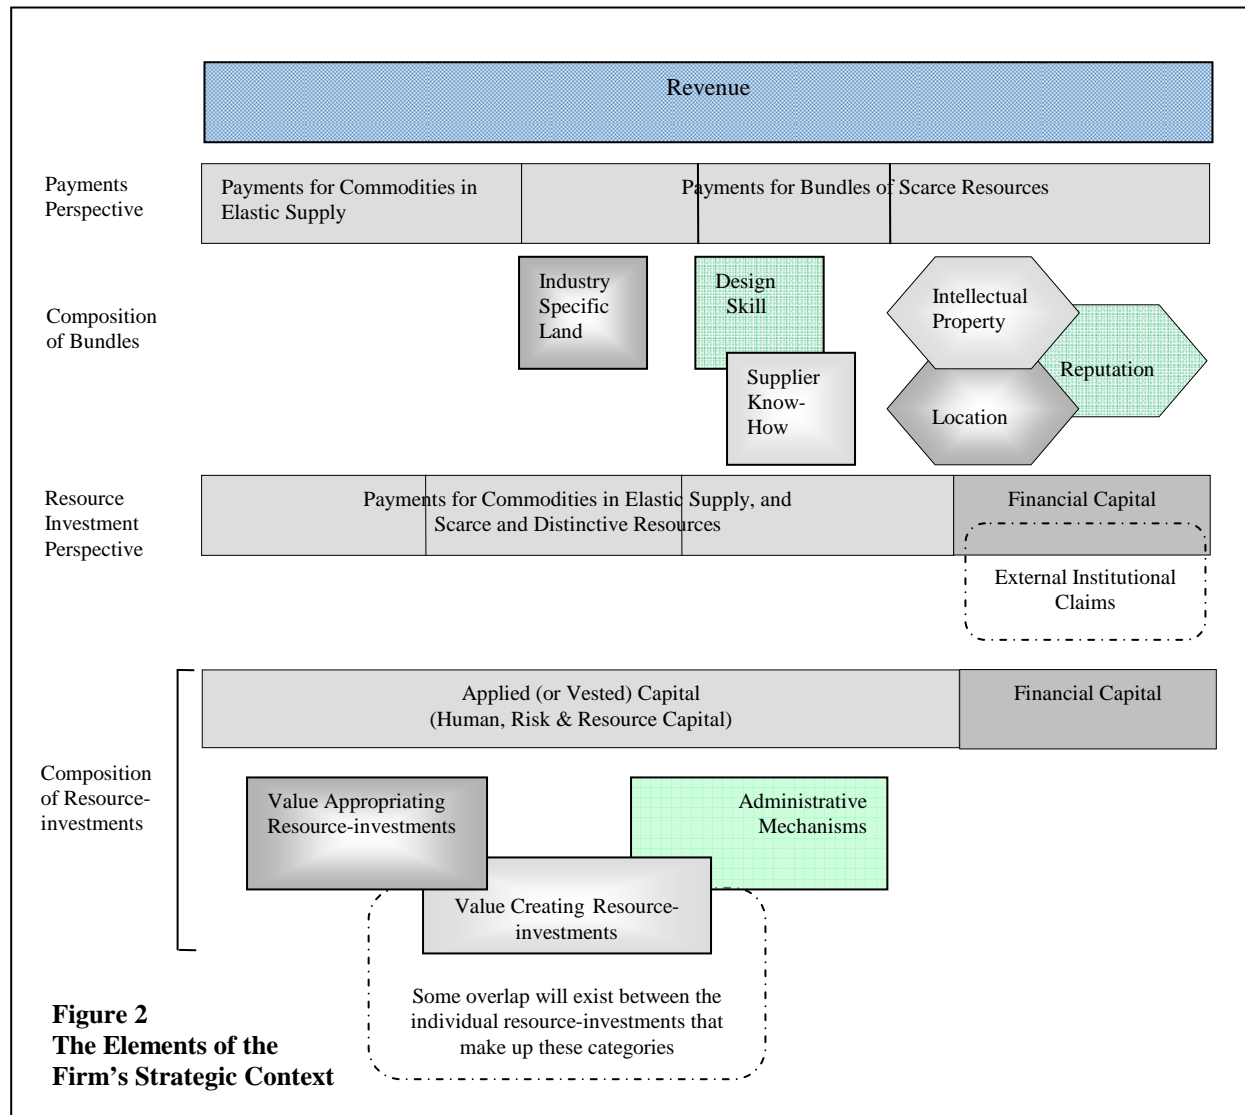 Revenue
Payments
Perspective
Payments for Commodities in
Elastic Supply
Payments for Bundles of Scarce Resources
Composition
of Bundles
Industry
Specific
Land
Design
Skill
Supplier
Know-
How
Intellectual
Property
Reputation
Location
Resource
Investment
Perspective
Payments for Commodities in Elastic Supply, and
Scarce and Distinctive Resources
Financial Capital
External Institutional
Claims
Applied (or Vested) Capital
(Human, Risk & Resource Capital)
Financial Capital
Composition
of Resource-
investments
Value Appropriating
Resource-investments
Administrative
Mechanisms
Value Creating Resource-
investments
Some overlap will exist between the
individual resource-investments that
make up these categories
Figure 2
The Elements of the
Firm's Strategic Context